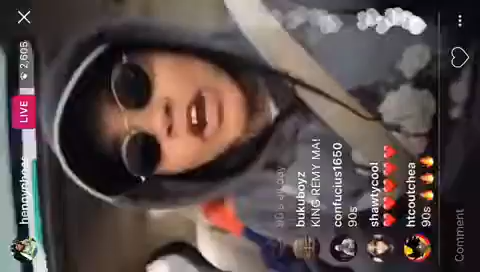 LIVE
2,605
bukuboyz
KING REMY MA!
confucius1650
90s
shawtycool
❤️❤️❤️❤️❤️
htcoutchea
90s 🔥🔥🔥
Comment